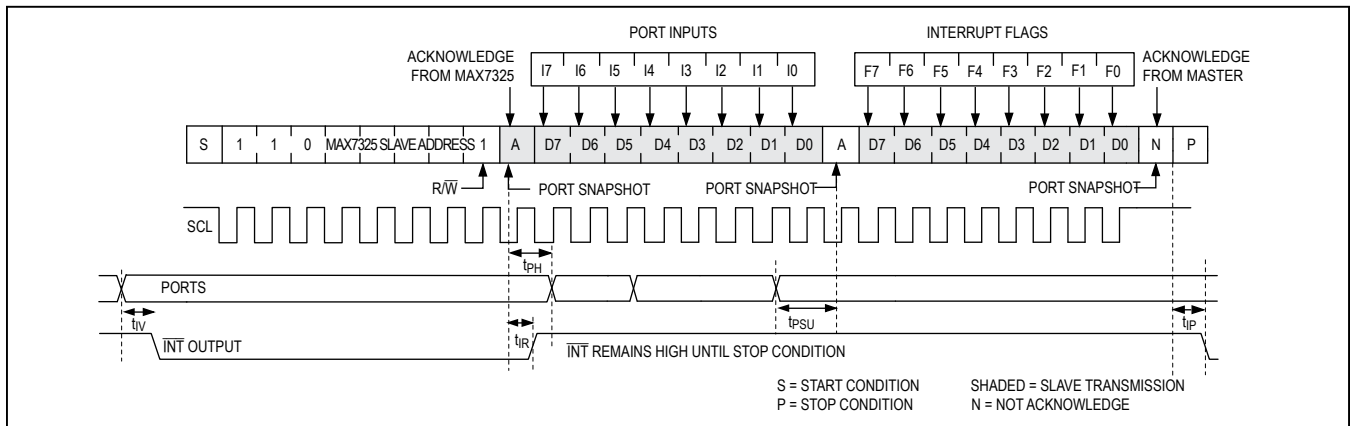 PORT INPUTS INTERRUPT FLAGS
ACKNOWLEDGE FROM MAX7325
ACKNOWLEDGE FROM MASTER
I7 I6 I5 I4 I3 I2 I1 I0 F7 F6 F5 F4 F3 F2 F1 F0
S 1 1 0 MAX7325 SLAVE ADDRESS 1 A D7 D6 D5 D4 D3 D2 D1 D0 A D7 D6 D5 D4 D3 D2 D1 D0 N P
R/W̅ PORT SNAPSHOT PORT SNAPSHOT PORT SNAPSHOT
SCL
tPH
PORTS
tIV tIR tPSU tIP
I̅N̅T̅ OUTPUT I̅N̅T̅ REMAINS HIGH UNTIL STOP CONDITION
S = START CONDITION SHADED = SLAVE TRANSMISSION
P = STOP CONDITION N = NOT ACKNOWLEDGE